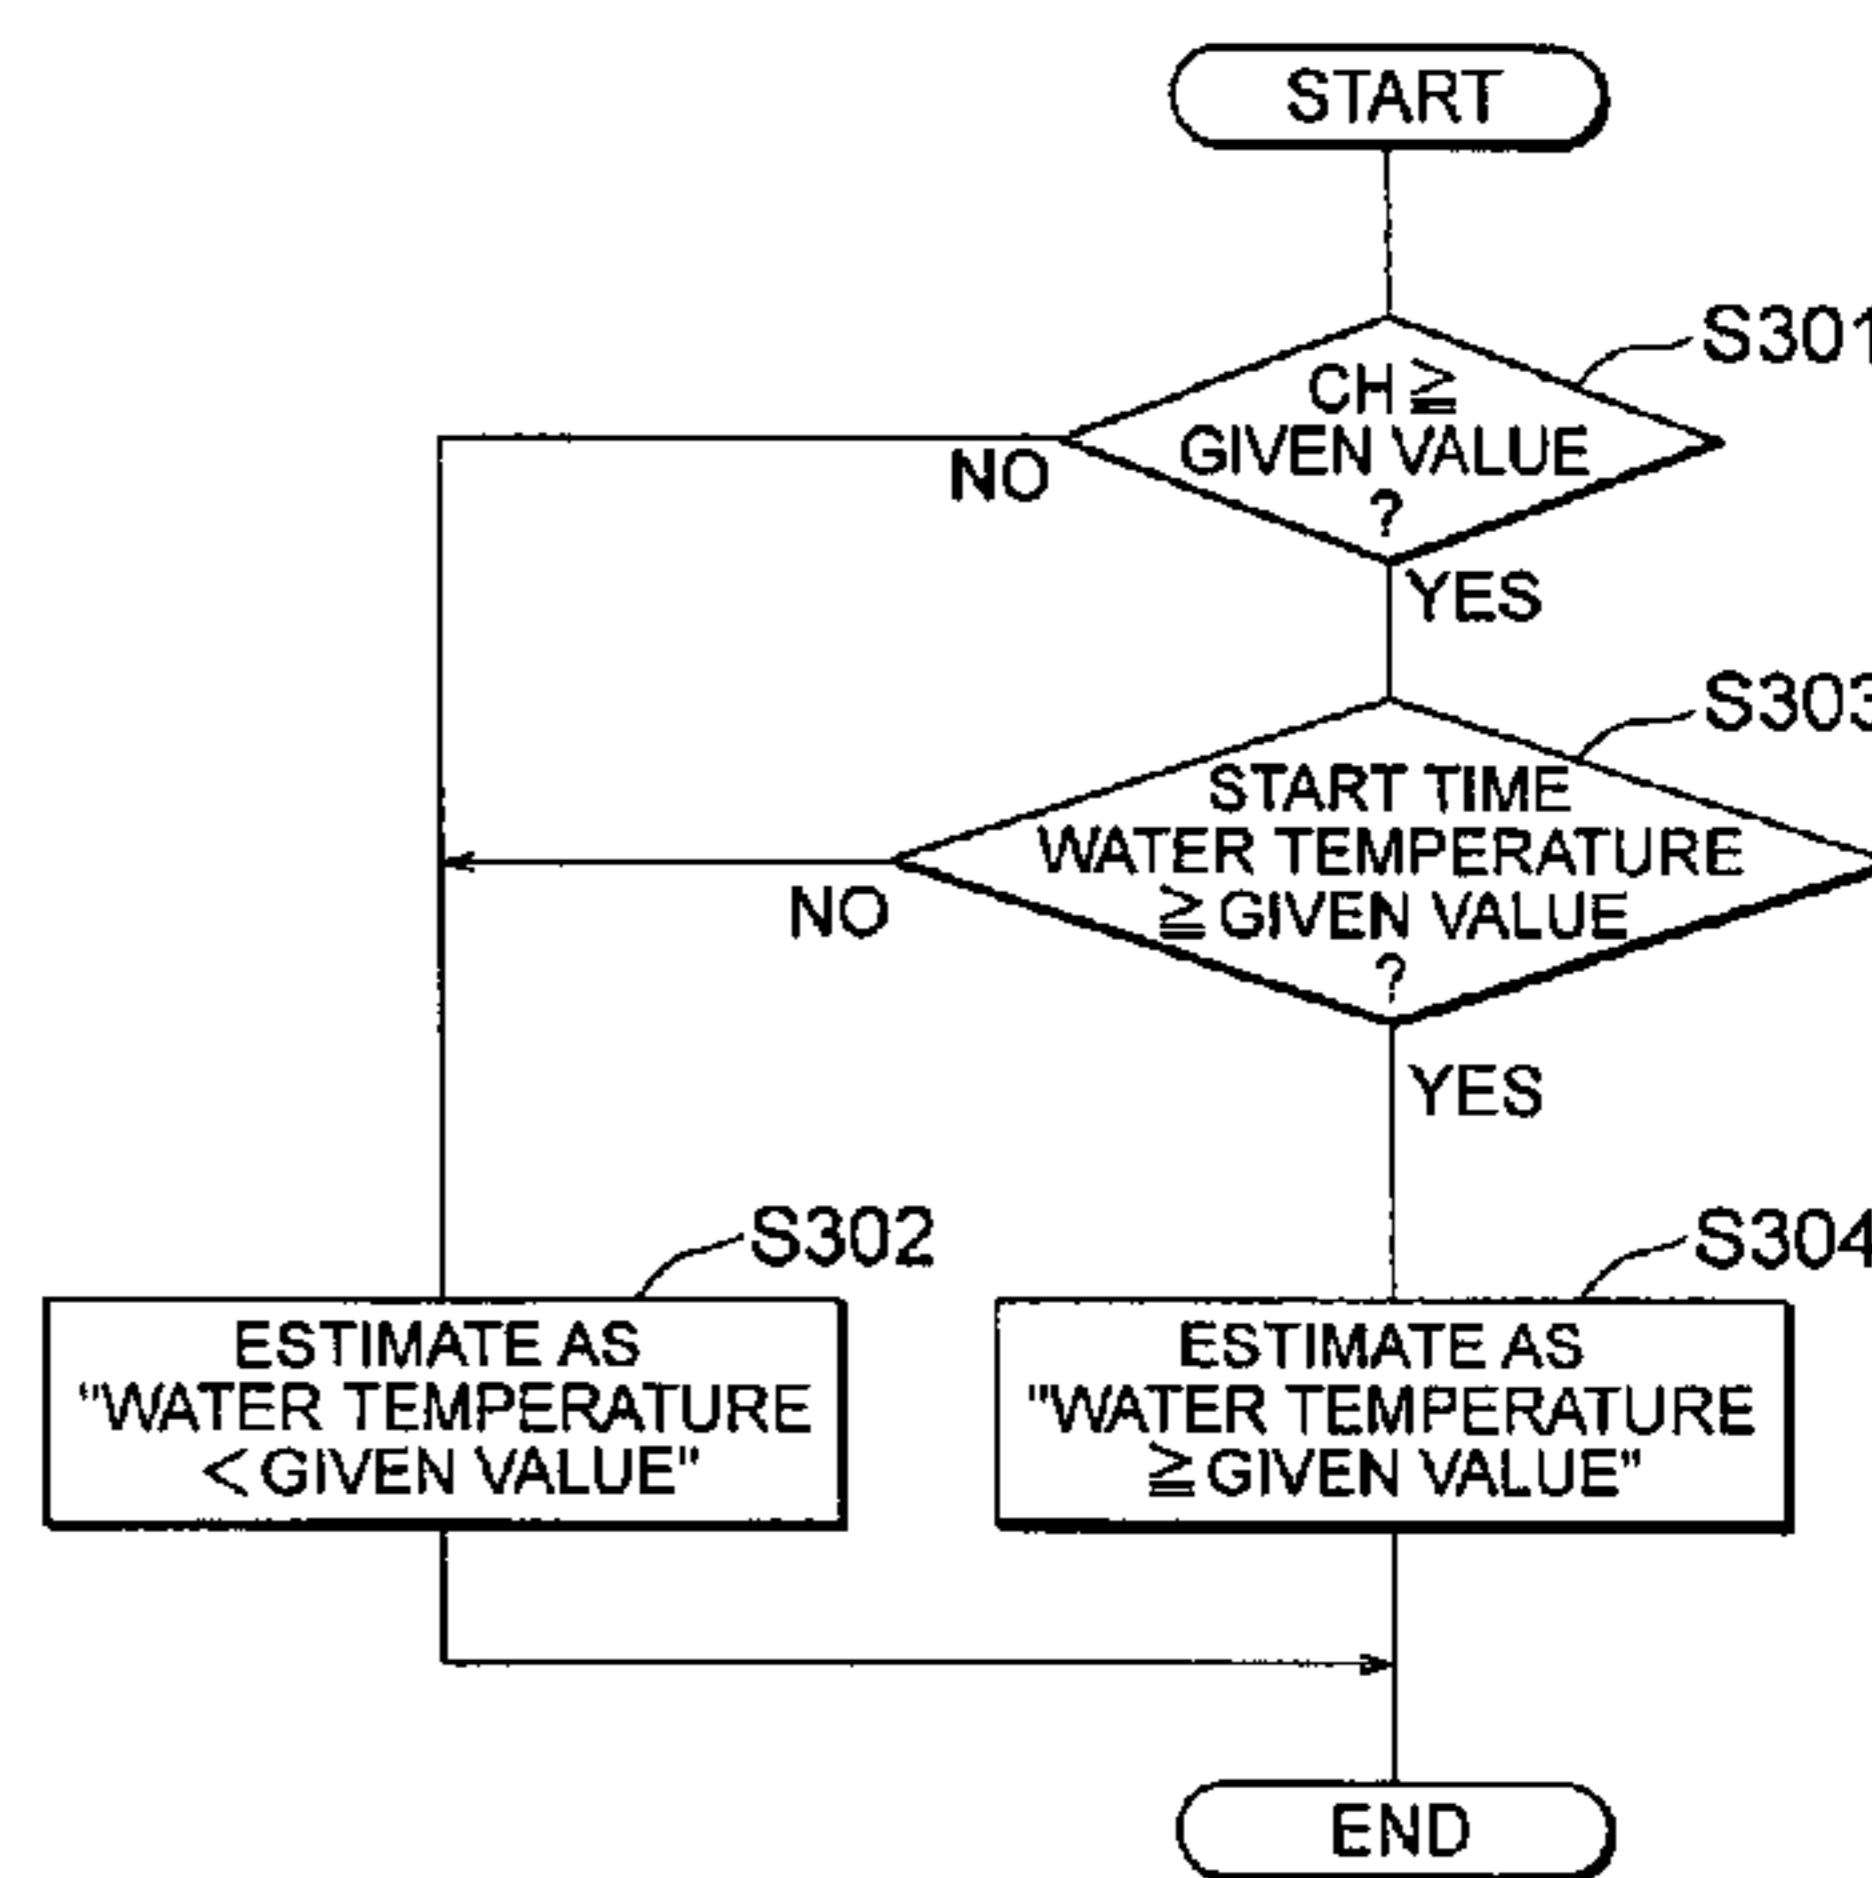 START
S301
CH ≧
GIVEN VALUE
?
NO
YES
S303
START TIME
WATER TEMPERATURE
≧ GIVEN VALUE
?
NO
YES
S302
ESTIMATE AS
"WATER TEMPERATURE
< GIVEN VALUE"
S304
ESTIMATE AS
"WATER TEMPERATURE
≧ GIVEN VALUE"
END